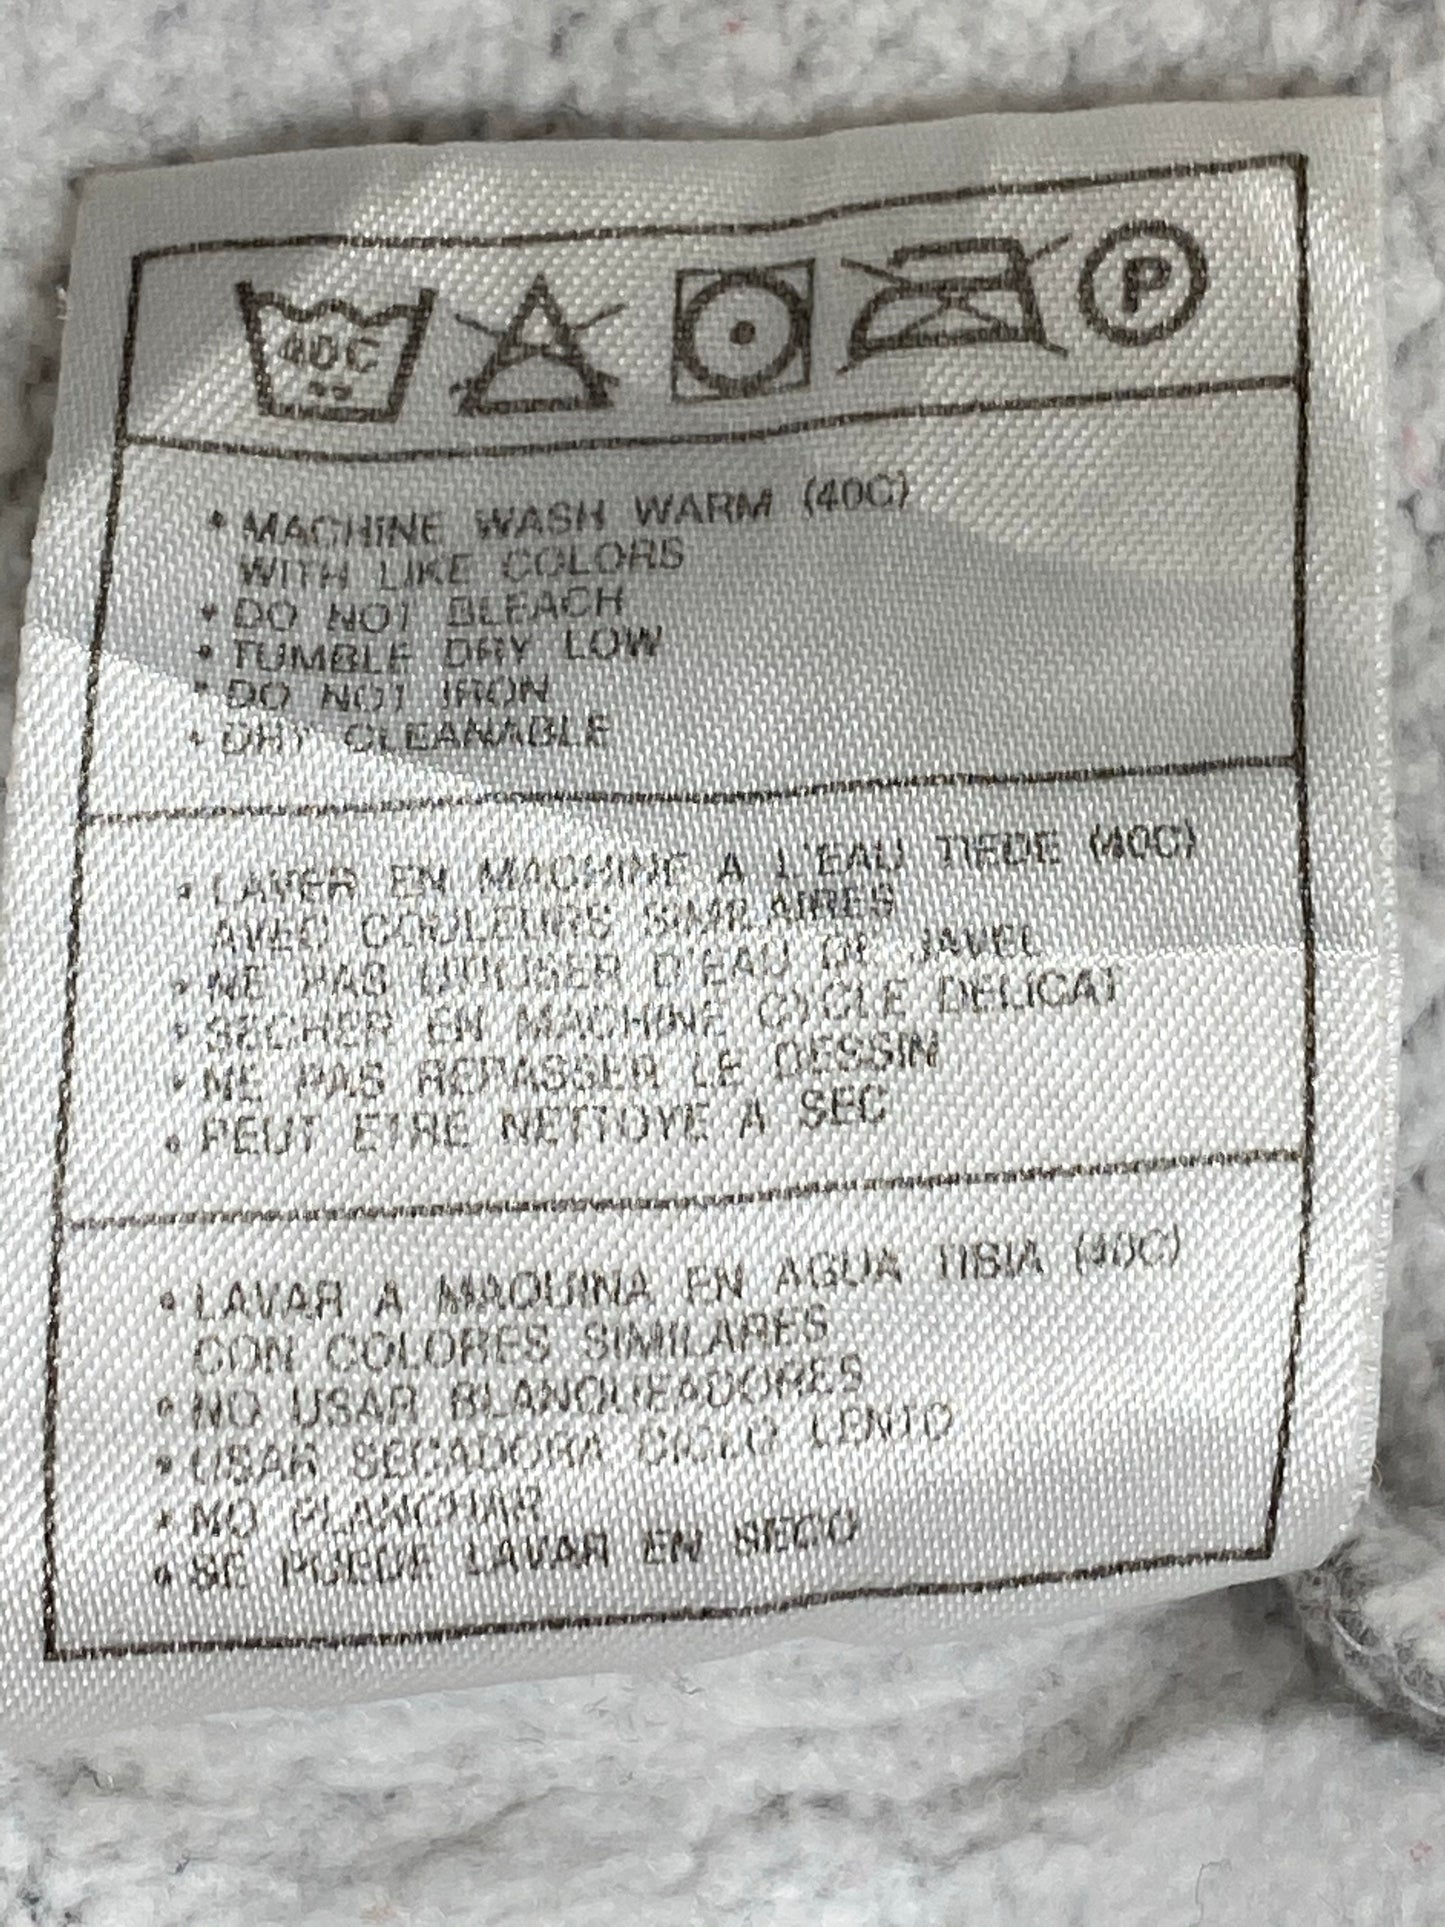 40C
P
• MACHINE WASH WARM (40C)
WITH LIKE COLORS
• DO NOT BLEACH
• TUMBLE DRY LOW
• DO NOT IRON
• DRY CLEANABLE
• LAVER EN MACHINE A L'EAU TIEDE (40C)
AVEC COULEURS SIMILAIRES
• NE PAS UTILISER D'EAU DE JAVEL
• SECHER EN MACHINE CYCLE DELICAT
• NE PAS REPASSER LE DESSIN
• PEUT ETRE NETTOYE A SEC
• LAVAR A MAQUINA EN AGUA TIBIA (40C)
CON COLORES SIMILARES
• NO USAR BLANQUEADORES
• USAR SECADORA CICLO LENTO
• NO PLANCHAR
• SE PUEDE LAVAR EN SECO